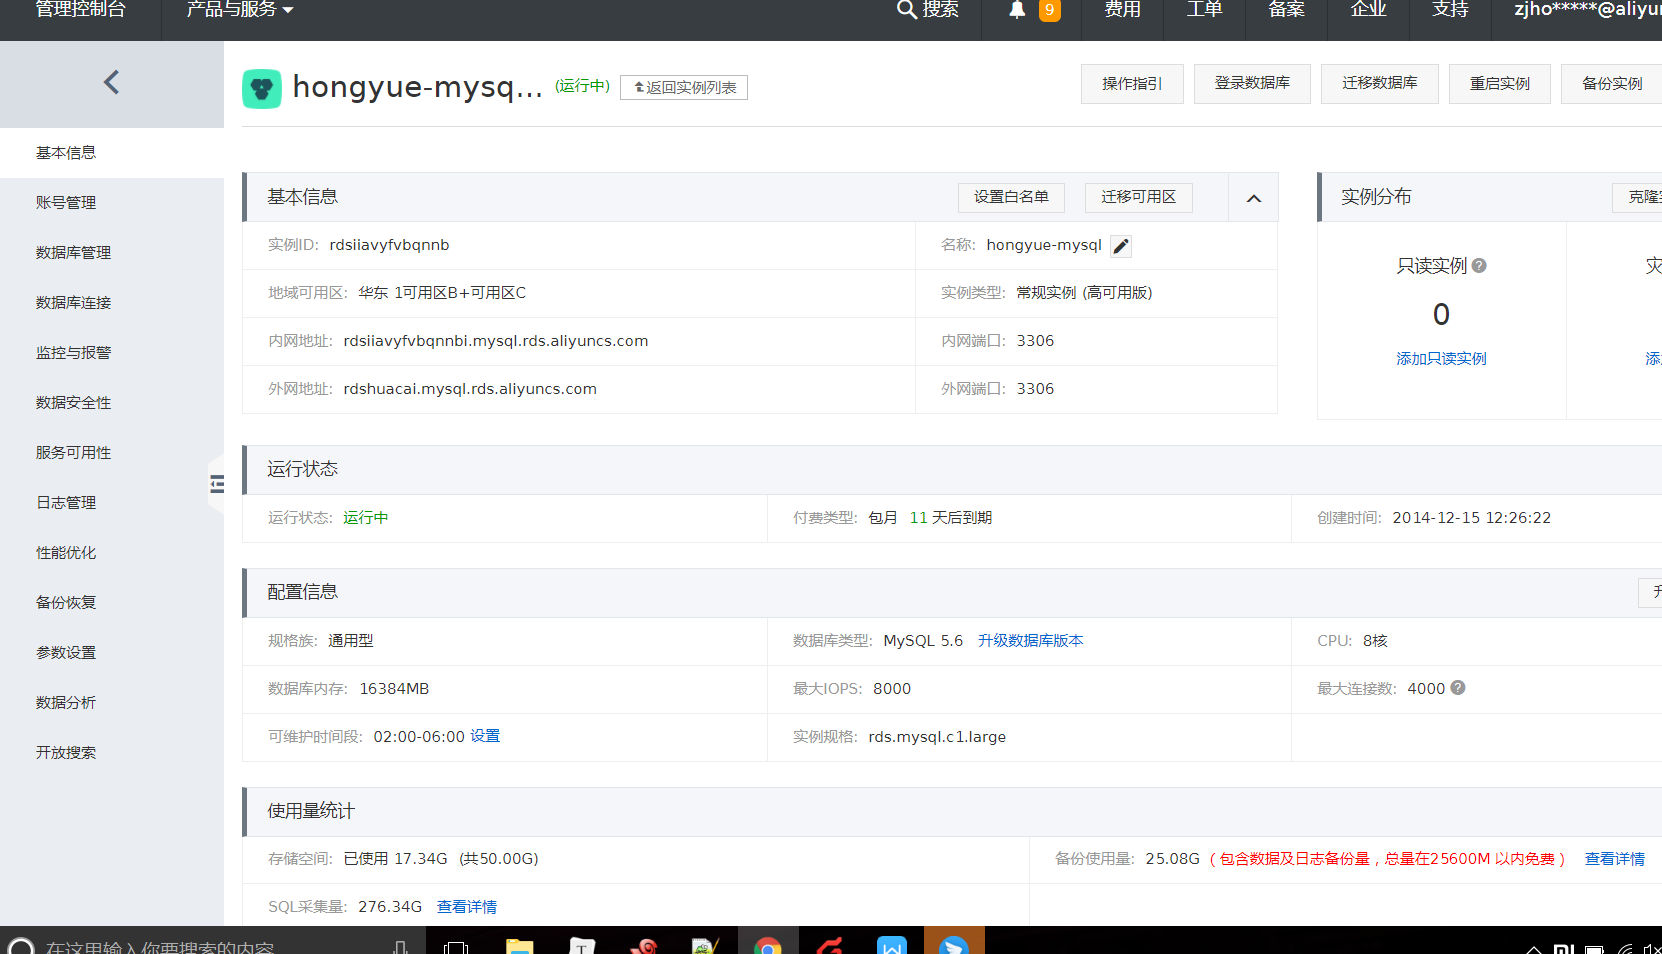 管理控制台 产品与服务 搜索 9 费用 工单 备案 企业 支持 zjho*****@aliyu
hongyue-mysq... (运行中) 返回实例列表 操作指引 登录数据库 迁移数据库 重启实例 备份实例
基本信息
账号管理
数据库管理
数据库连接
监控与报警
数据安全性
服务可用性
日志管理
性能优化
备份恢复
参数设置
数据分析
开放搜索
基本信息 设置白名单 迁移可用区
实例ID: rdsiiavyfvbqnnb 名称: hongyue-mysql
地域可用区: 华东 1可用区B+可用区C 实例类型: 常规实例 (高可用版)
内网地址: rdsiiavyfvbqnnbi.mysql.rds.aliyuncs.com 内网端口: 3306
外网地址: rdshuacai.mysql.rds.aliyuncs.com 外网端口: 3306
实例分布 克隆
只读实例 灾
0
添加只读实例 添
运行状态
运行状态: 运行中 付费类型: 包月 11 天后到期 创建时间: 2014-12-15 12:26:22
配置信息 升
规格族: 通用型 数据库类型: MySQL 5.6 升级数据库版本 CPU: 8核
数据库内存: 16384MB 最大IOPS: 8000 最大连接数: 4000
可维护时间段: 02:00-06:00 设置 实例规格: rds.mysql.c1.large
使用量统计
存储空间: 已使用 17.34G (共50.00G) 备份使用量: 25.08G (包含数据及日志备份量，总量在25600M 以内免费) 查看详情
SQL采集量: 276.34G 查看详情
在这里输入你要搜索的内容